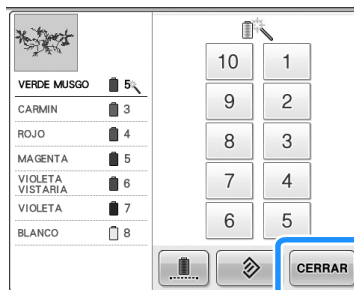 VERDE MUSGO 5
CARMIN 3
ROJO 4
MAGENTA 5
VIOLETA
VISTARIA 6
VIOLETA 7
BLANCO 8
10 1
9 2
8 3
7 4
6 5
CERRAR